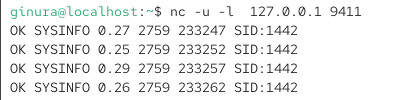 ginura@localhost:~$ nc -u -l  127.0.0.1 9411
OK SYSINFO 0.27 2759 233247 SID:1442
OK SYSINFO 0.25 2759 233252 SID:1442
OK SYSINFO 0.29 2759 233257 SID:1442
OK SYSINFO 0.26 2759 233262 SID:1442